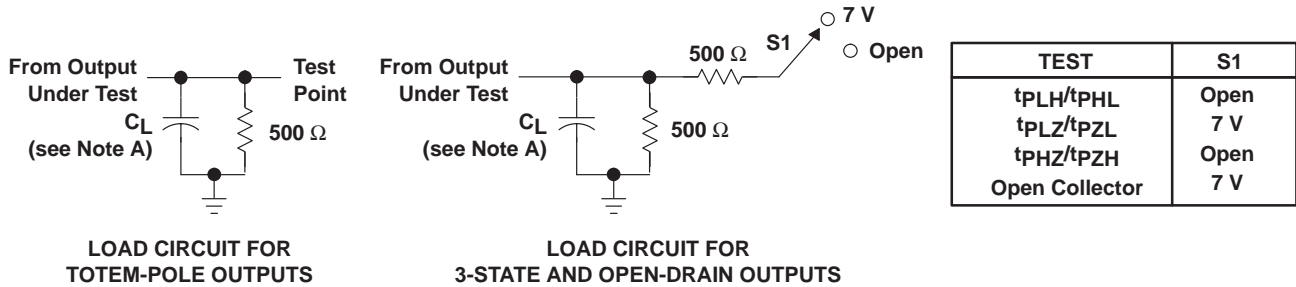 From Output
Under Test
Test
Point
CL
(see Note A)
500 Ω
LOAD CIRCUIT FOR
TOTEM-POLE OUTPUTS
7 V
S1
Open
500 Ω
From Output
Under Test
CL
(see Note A)
500 Ω
LOAD CIRCUIT FOR
3-STATE AND OPEN-DRAIN OUTPUTS
TEST S1
tPLH/tPHL Open
tPLZ/tPZL 7 V
tPHZ/tPZH Open
Open Collector 7 V